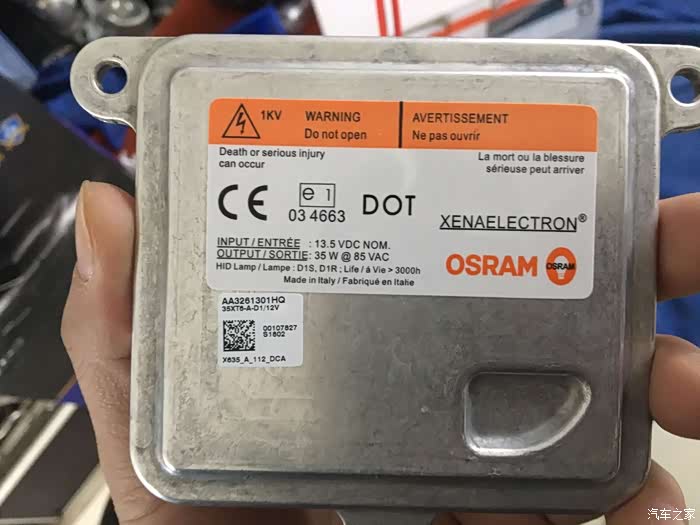 1KV
WARNING
Do not open
AVERTISSEMENT
Ne pas ouvrir
Death or serious injury
can occur
La mort ou la blessure
sérieuse peut arriver
CE
e 1
03 4663
DOT
XENAELECTRON®
INPUT / ENTRÉE : 13.5 VDC NOM.
OUTPUT / SORTIE: 35 W @ 85 VAC
HID Lamp / Lampe : D1S, D1R ; Life / á Vie > 3000h
Made in Italy / Fabriqué en Italie
OSRAM
OSRAM
AA3261301HQ
35XT6-A-D1/12V
00107827
S1802
X635_A_112_DCA
汽车之家